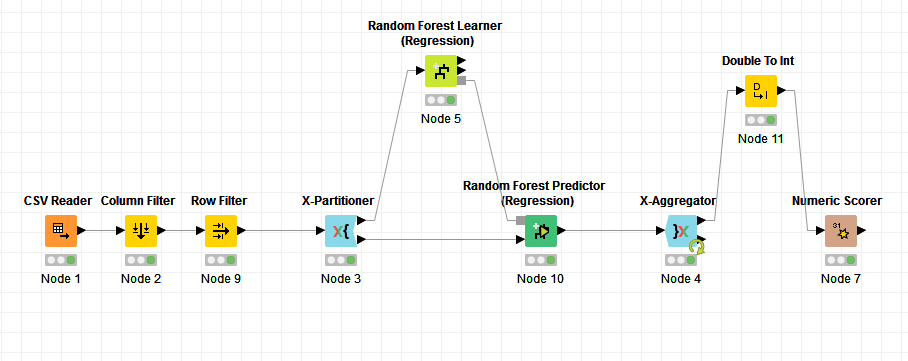 Random Forest Learner
(Regression)
Node 5
Double To Int
D
I
Node 11
CSV Reader
Node 1
Column Filter
Node 2
Row Filter
Node 9
X-Partitioner
X{
Node 3
Random Forest Predictor
(Regression)
Node 10
X-Aggregator
}X
Node 4
Numeric Scorer
31
Node 7